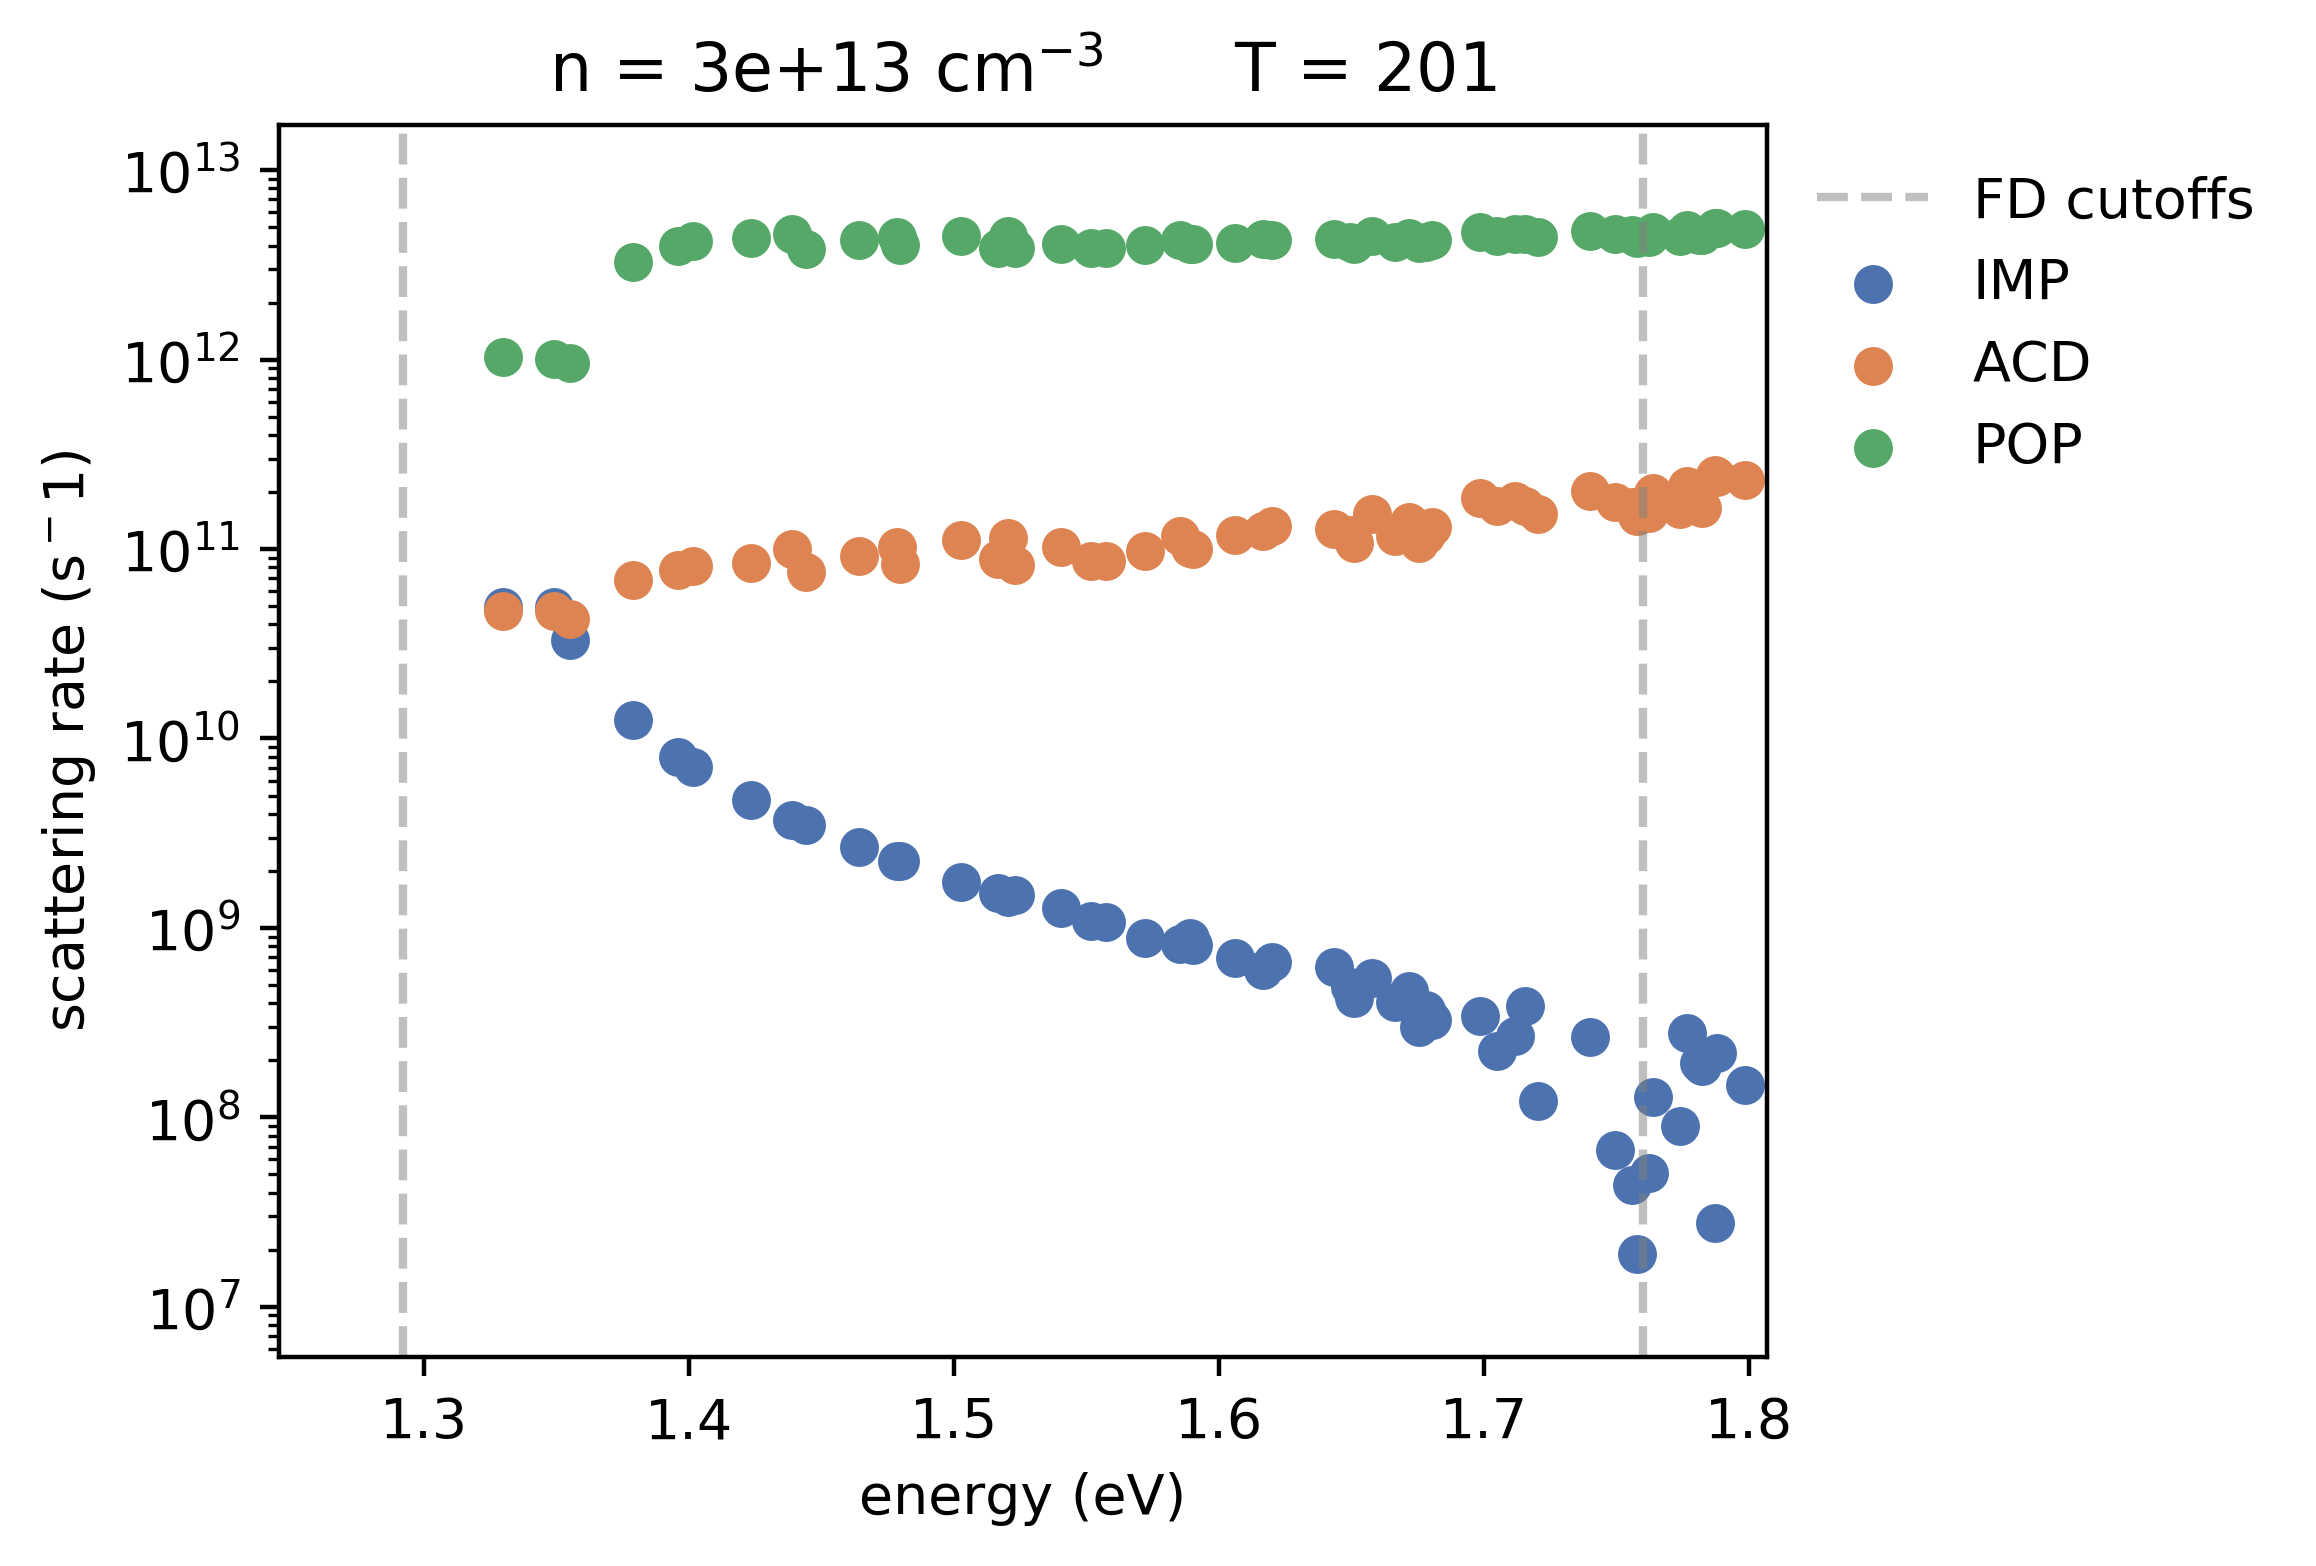 n = 3e+13 cm⁻³ T = 201
10¹³
10¹²
10¹¹
10¹⁰
10⁹
10⁸
10⁷
scattering rate (s⁻1)
1.3 1.4 1.5 1.6 1.7 1.8
energy (eV)
FD cutoffs
IMP
ACD
POP